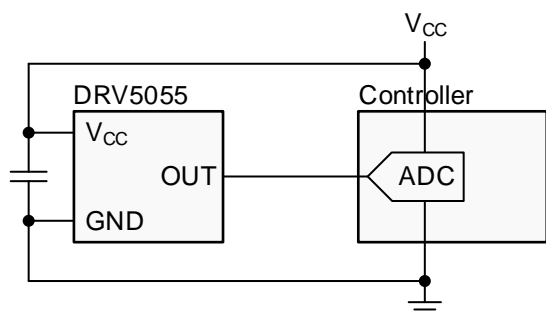 VCC
DRV5055
Controller
VCC
OUT
ADC
GND